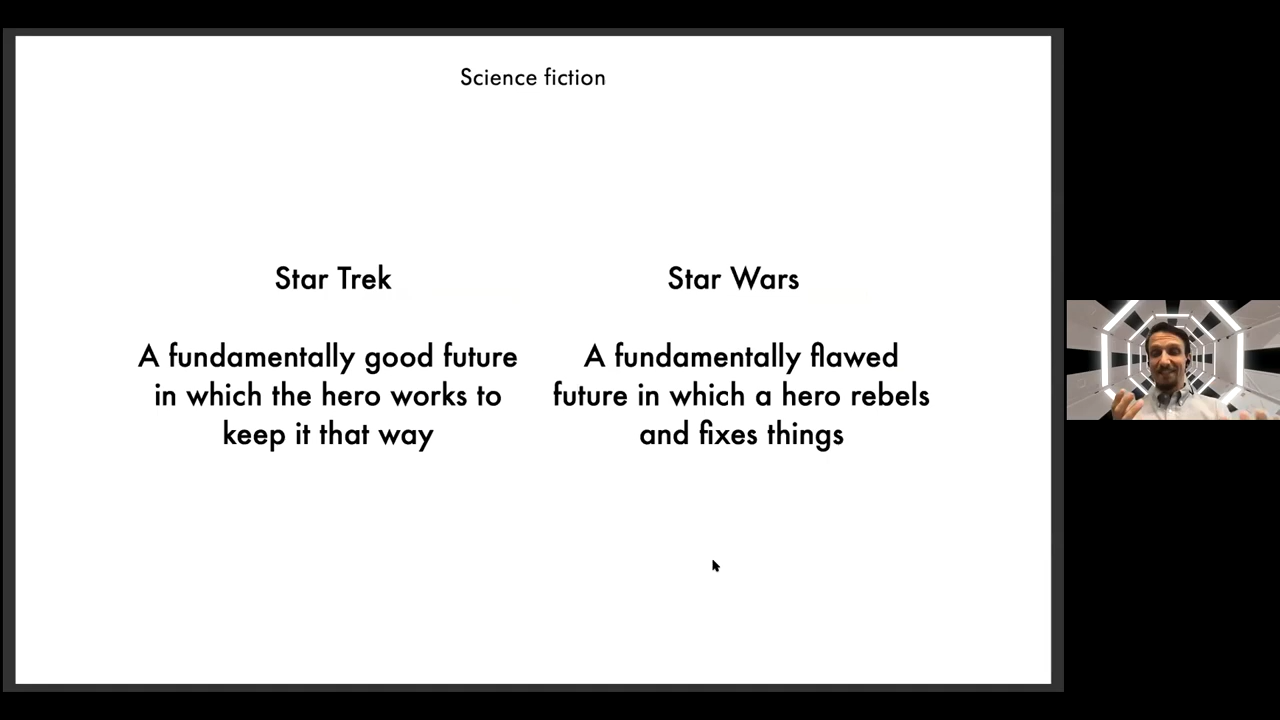 Science fiction
Star Trek
A fundamentally good future
in which the hero works to
keep it that way
Star Wars
A fundamentally flawed
future in which a hero rebels
and fixes things